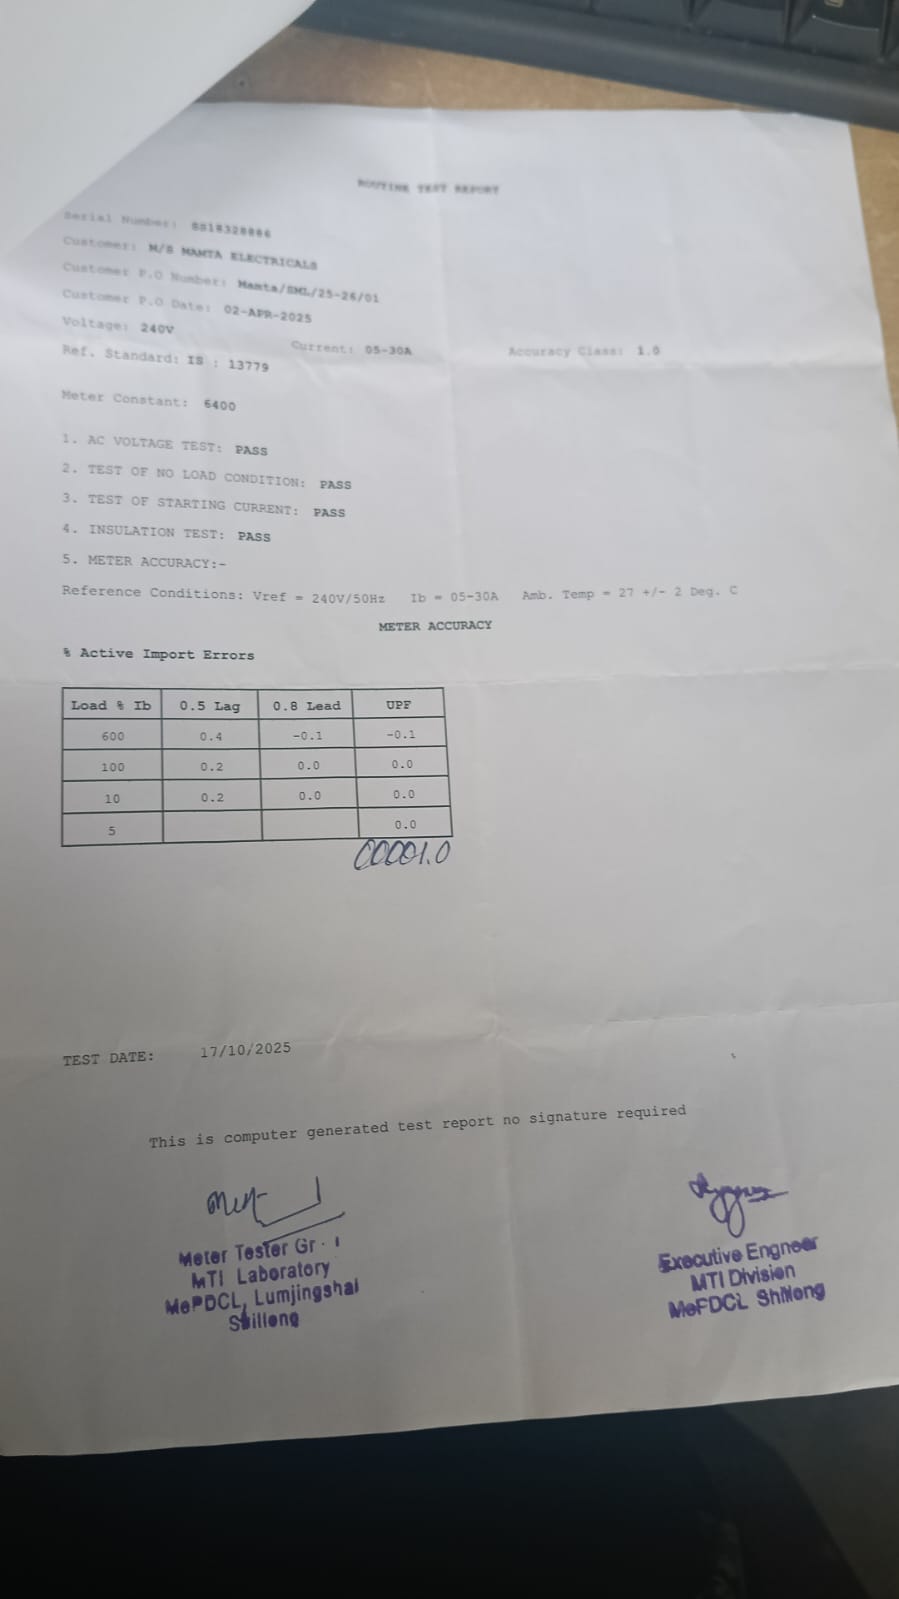 ROUTINE TEST REPORT
Serial Number:
Customer: M/S MAMTA ELECTRICALS
Customer P.O Number: Mamta/SML/25-26/01
Customer P.O Date: 02-APR-2025
Voltage: 240V Current: 05-30A Accuracy Class: 1.0
Ref. Standard: IS : 13779
Meter Constant: 6400
1. AC VOLTAGE TEST: PASS
2. TEST OF NO LOAD CONDITION: PASS
3. TEST OF STARTING CURRENT: PASS
4. INSULATION TEST: PASS
5. METER ACCURACY:-
Reference Conditions: Vref = 240V/50Hz Ib = 05-30A Amb. Temp = 27 +/- 2 Deg. C
METER ACCURACY
% Active Import Errors
Load % Ib 0.5 Lag 0.8 Lead UPF
600 0.4 -0.1 -0.1
100 0.2 0.0 0.0
10 0.2 0.0 0.0
5 0.0
00001.0
TEST DATE: 17/10/2025
This is computer generated test report no signature required
Meter Tester Gr - I
MTI Laboratory
MePDCL, Lumjingshai
Shillong
Executive Engneer
MTI Division
MePDCL Shillong